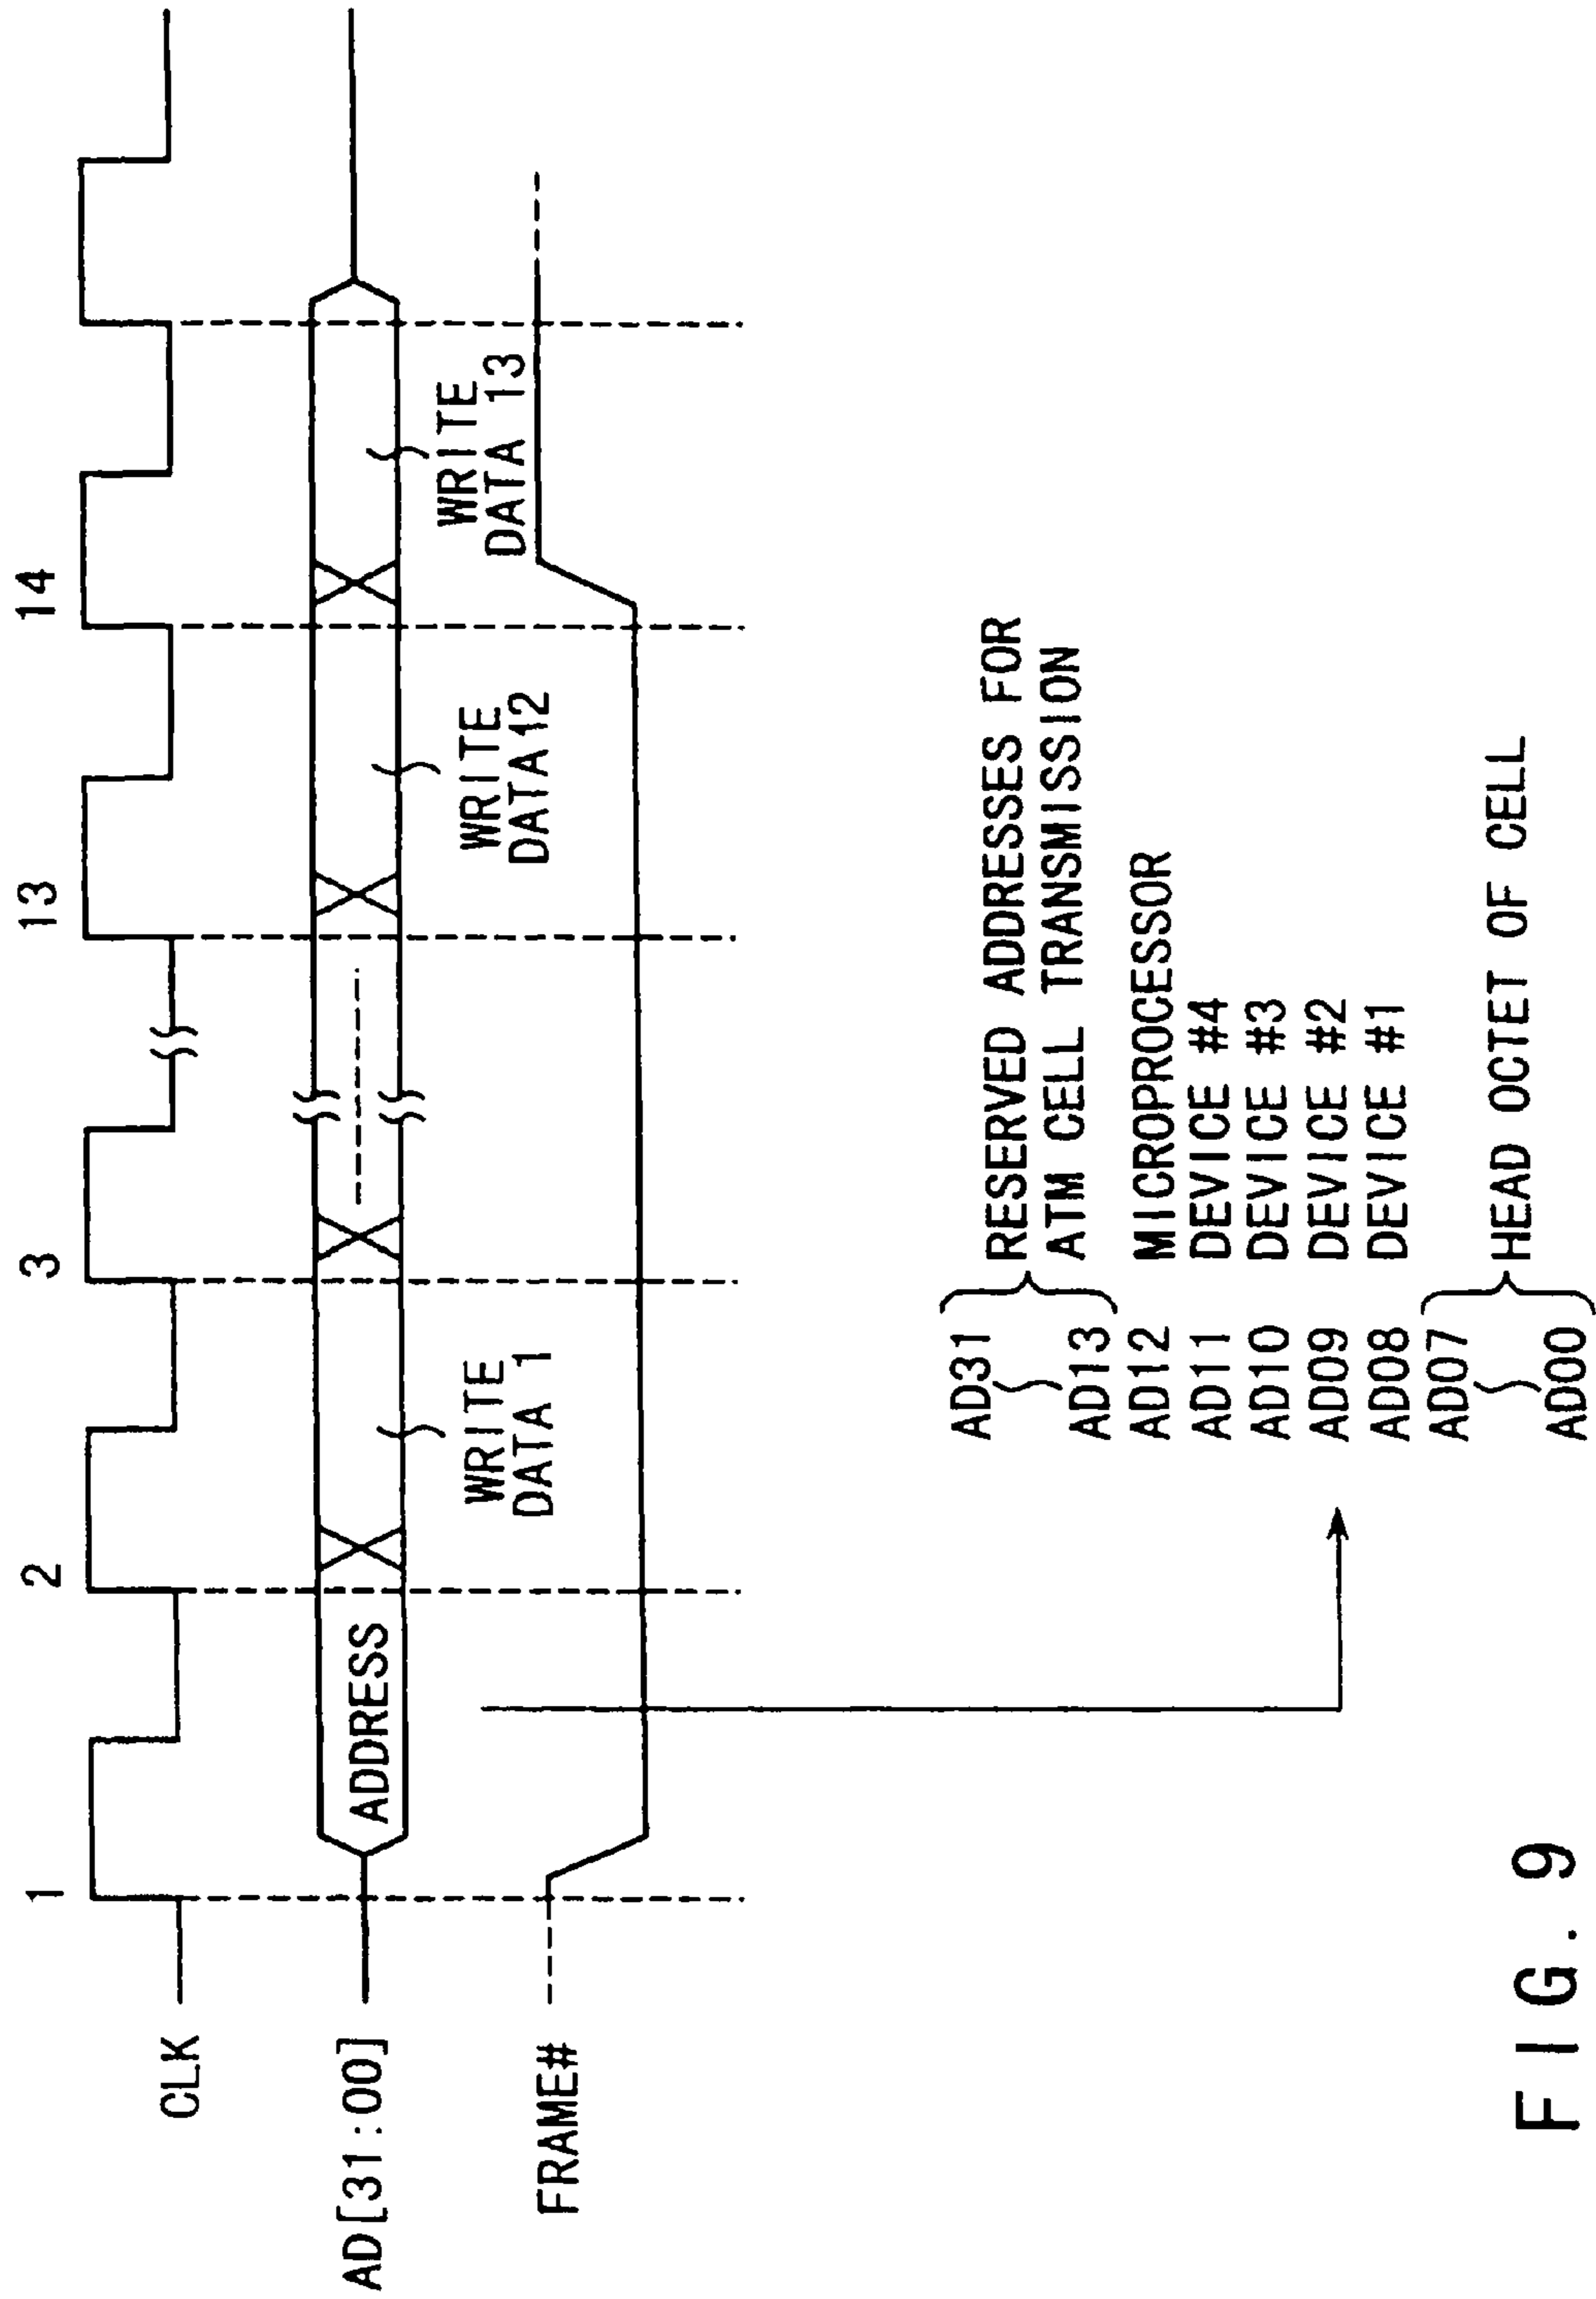 1 2 3 13 14
CLK
AD[31:00]
ADDRESS
WRITE
DATA 1
WRITE
DATA12
WRITE
DATA 13
FRAME#
AD31
AD13
RESERVED ADDRESSES FOR
ATM CELL TRANSMISSION
AD12 MICROPROCESSOR
AD11 DEVICE #4
AD10 DEVICE #3
AD09 DEVICE #2
AD08 DEVICE #1
AD07
AD00
HEAD OCTET OF CELL
FIG. 9